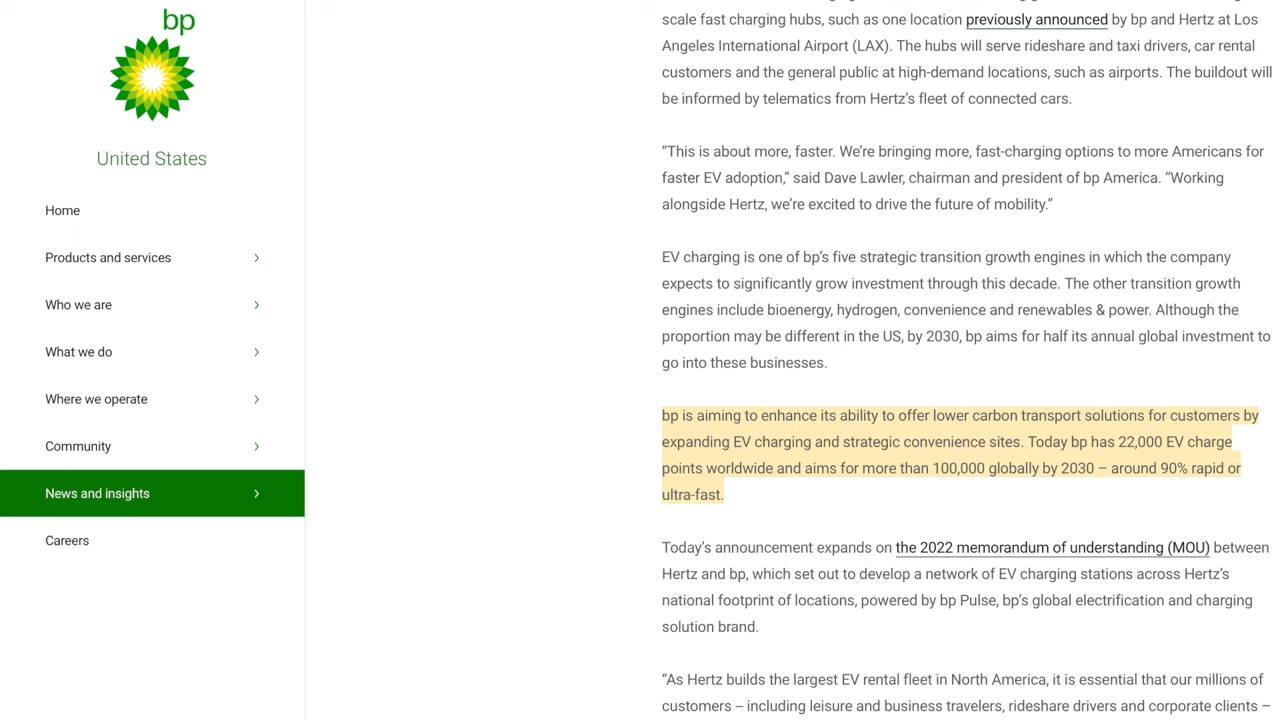 bp
United States
Home
Products and services
Who we are
What we do
Where we operate
Community
News and insights
Careers
scale fast charging hubs, such as one location previously announced by bp and Hertz at Los
Angeles International Airport (LAX). The hubs will serve rideshare and taxi drivers, car rental
customers and the general public at high-demand locations, such as airports. The buildout will
be informed by telematics from Hertz’s fleet of connected cars.
“This is about more, faster. We’re bringing more, fast-charging options to more Americans for
faster EV adoption,” said Dave Lawler, chairman and president of bp America. “Working
alongside Hertz, we’re excited to drive the future of mobility.”
EV charging is one of bp’s five strategic transition growth engines in which the company
expects to significantly grow investment through this decade. The other transition growth
engines include bioenergy, hydrogen, convenience and renewables & power. Although the
proportion may be different in the US, by 2030, bp aims for half its annual global investment to
go into these businesses.
bp is aiming to enhance its ability to offer lower carbon transport solutions for customers by
expanding EV charging and strategic convenience sites. Today bp has 22,000 EV charge
points worldwide and aims for more than 100,000 globally by 2030 – around 90% rapid or
ultra-fast.
Today’s announcement expands on the 2022 memorandum of understanding (MOU) between
Hertz and bp, which set out to develop a network of EV charging stations across Hertz’s
national footprint of locations, powered by bp Pulse, bp’s global electrification and charging
solution brand.
“As Hertz builds the largest EV rental fleet in North America, it is essential that our millions of
customers – including leisure and business travelers, rideshare drivers and corporate clients –